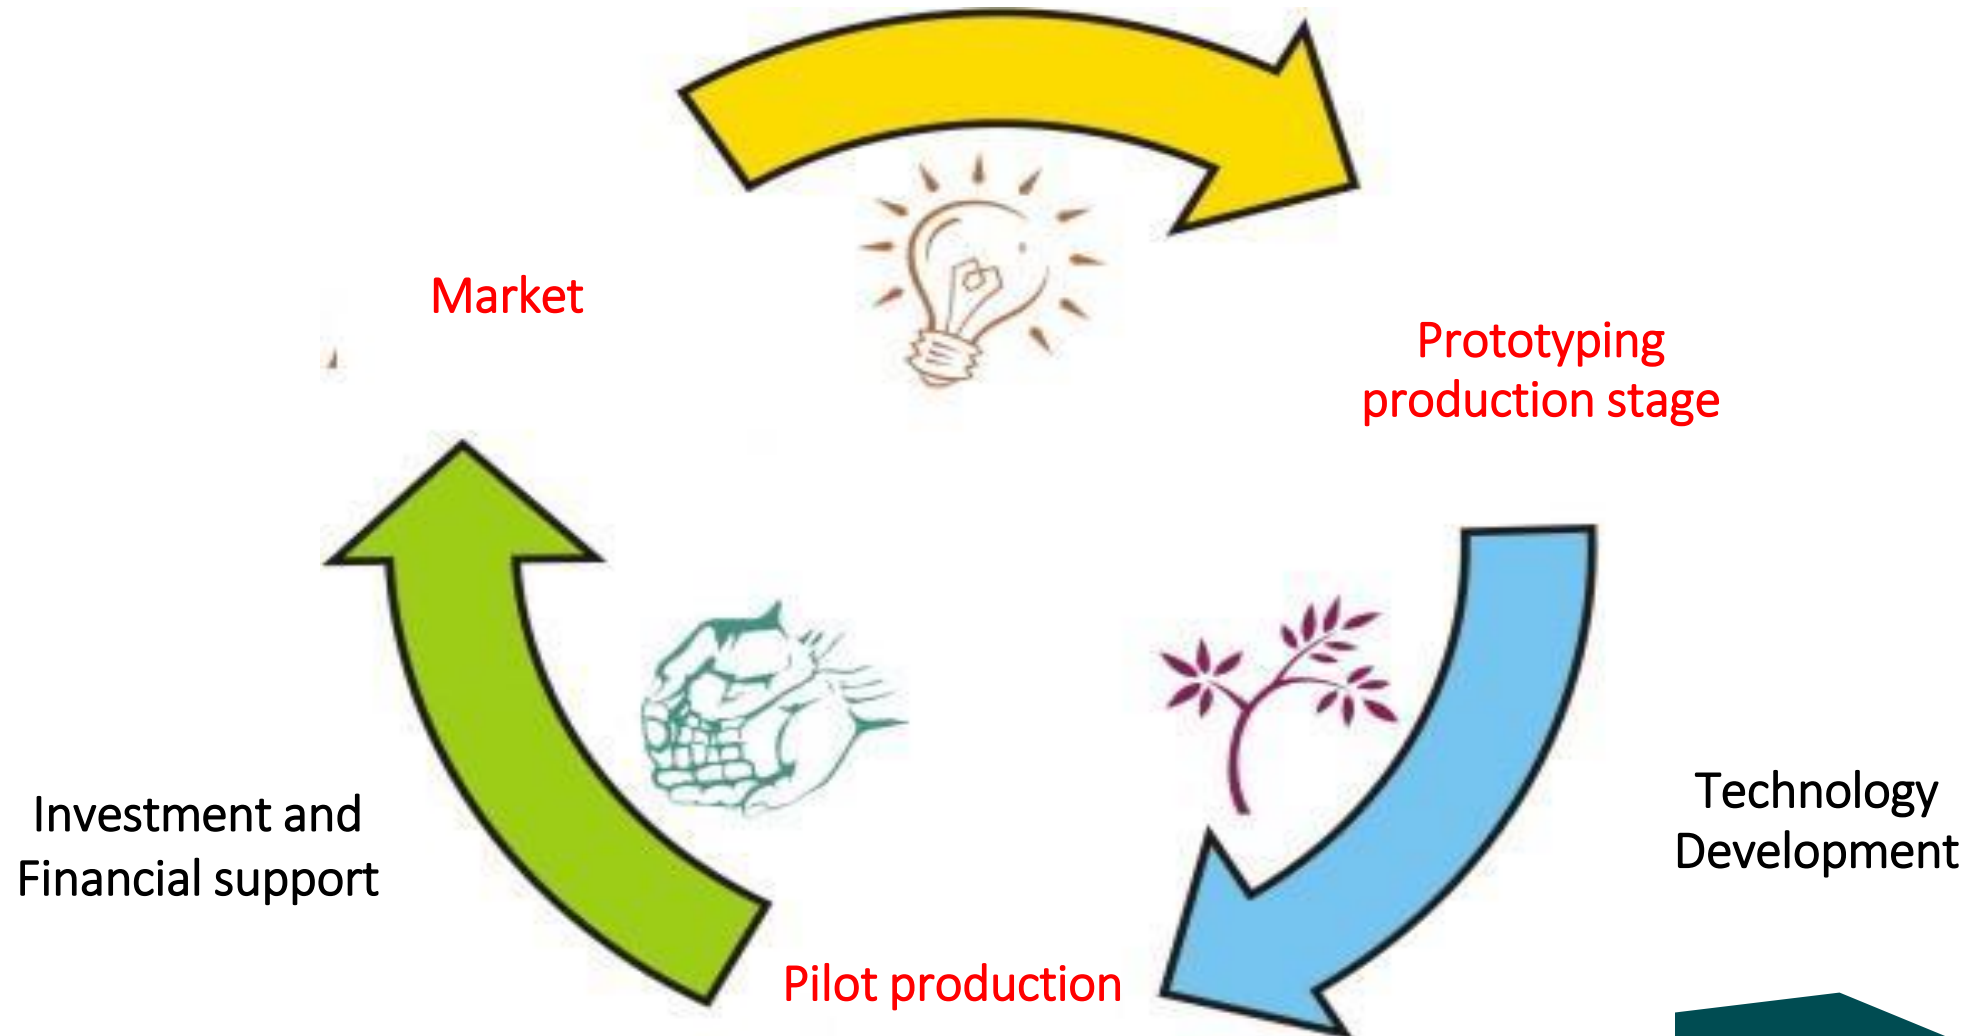 Market
Prototyping
production stage
Technology
Development
Investment and
Financial support
Pilot production